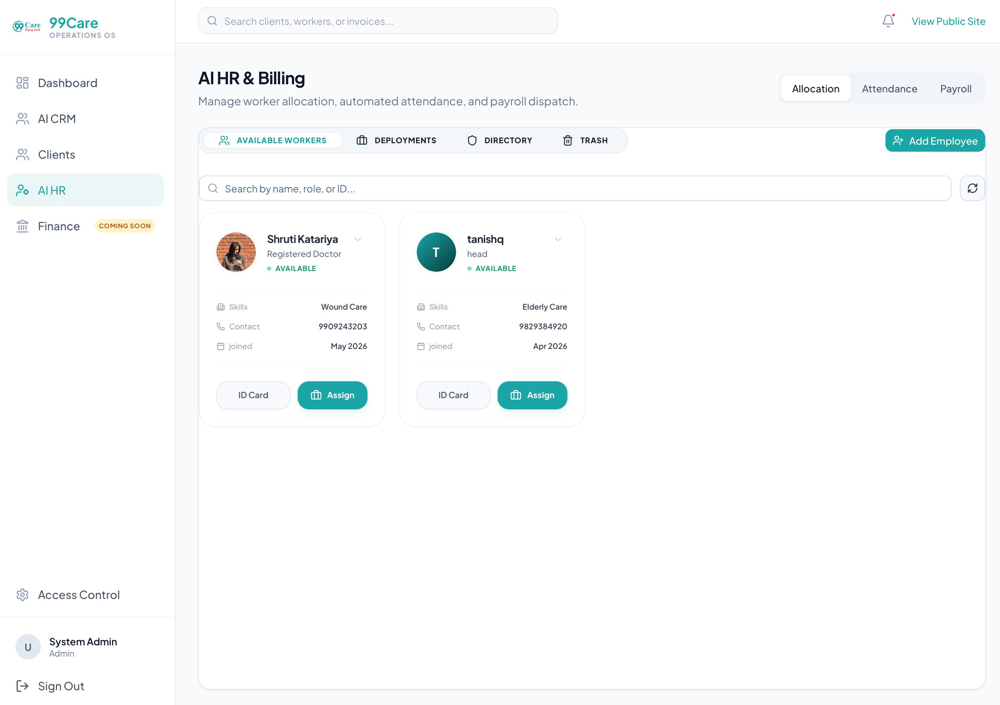 99 Care
Helping hands
99Care
OPERATIONS OS
Search clients, workers, or invoices...
View Public Site
Dashboard
AI CRM
Clients
AI HR
Finance COMING SOON
Access Control
U
System Admin
Admin
Sign Out
AI HR & Billing
Manage worker allocation, automated attendance, and payroll dispatch.
Allocation Attendance Payroll
AVAILABLE WORKERS DEPLOYMENTS DIRECTORY TRASH
Add Employee
Search by name, role, or ID...
Shruti Katariya
Registered Doctor
AVAILABLE
Skills Wound Care
Contact 9909243203
joined May 2026
ID Card Assign
T
tanishq
head
AVAILABLE
Skills Elderly Care
Contact 9829384920
joined Apr 2026
ID Card Assign